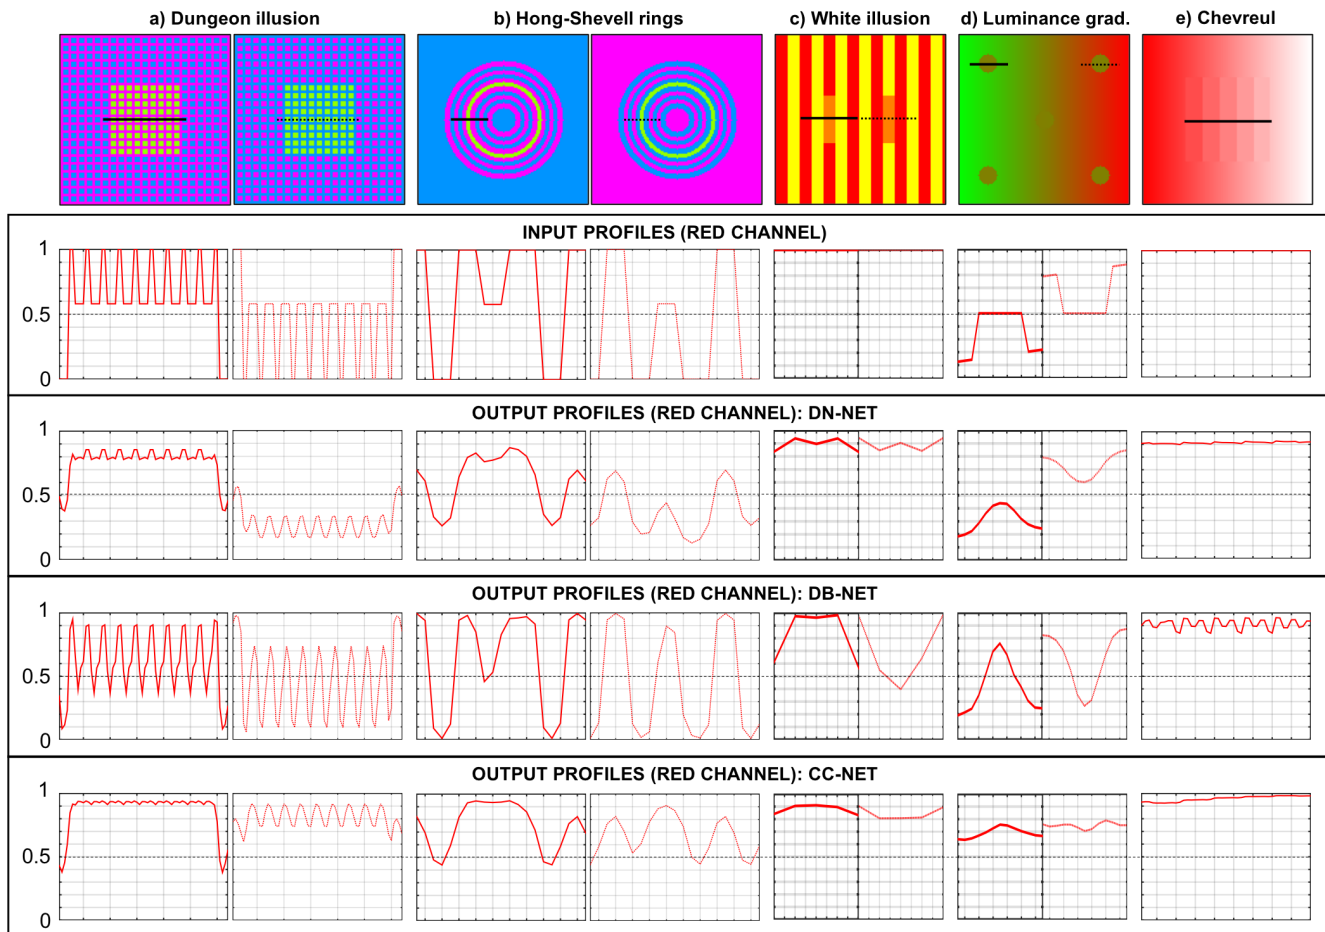 a) Dungeon illusion
b) Hong-Shevell rings
c) White illusion
d) Luminance grad.
e) Chevreul
INPUT PROFILES (RED CHANNEL)
1
0.5
0
OUTPUT PROFILES (RED CHANNEL): DN-NET
1
0.5
0
OUTPUT PROFILES (RED CHANNEL): DB-NET
1
0.5
0
OUTPUT PROFILES (RED CHANNEL): CC-NET
1
0.5
0